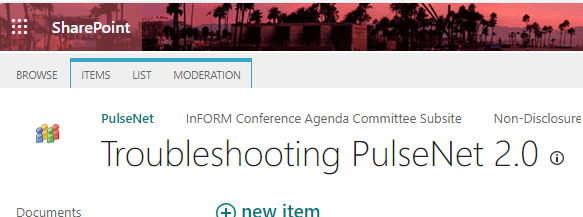 SharePoint
BROWSE ITEMS LIST MODERATION
PulseNet InFORM Conference Agenda Committee Subsite Non-Disclosure
Troubleshooting PulseNet 2.0
Documents new item